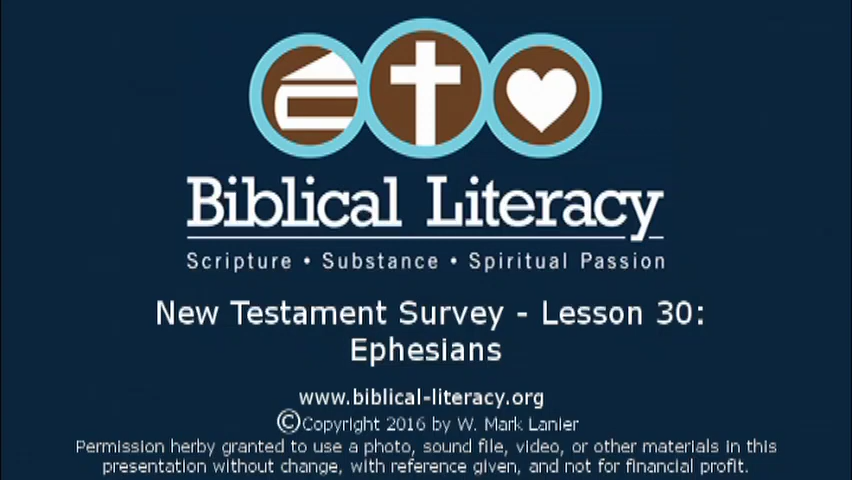 Biblical Literacy
Scripture • Substance • Spiritual Passion
New Testament Survey - Lesson 30:
Ephesians
www.biblical-literacy.org
©Copyright 2016 by W. Mark Lanier
Permission herby granted to use a photo, sound file, video, or other materials in this
presentation without change, with reference given, and not for financial profit.